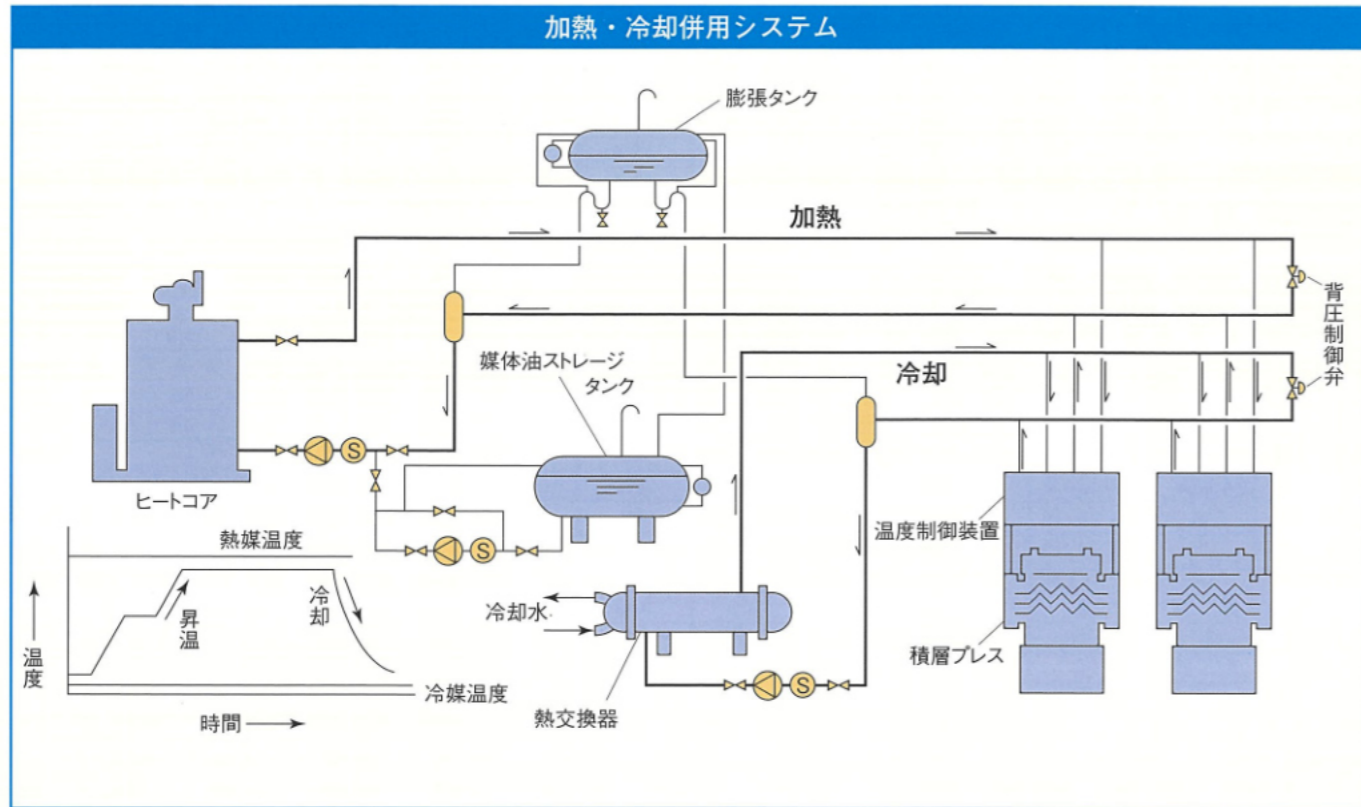 加熱・冷却併用システム
膨張タンク
加熱
背圧制御弁
媒体油ストレージ
タンク
冷却
S
ヒートコア
S
温度制御装置
熱媒温度
昇温
冷却
温度
冷媒温度
時間
冷却水
S
熱交換器
積層プレス